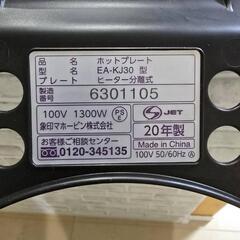 品名 ホットプレート
型名 EA-KJ30 型
プレート ヒーター分離式
製造番号 6301105
100V 1300W PSE
S JET
象印マホービン株式会社
20年製
お客様ご相談センター
0120-345135
100V 50/60Hz A